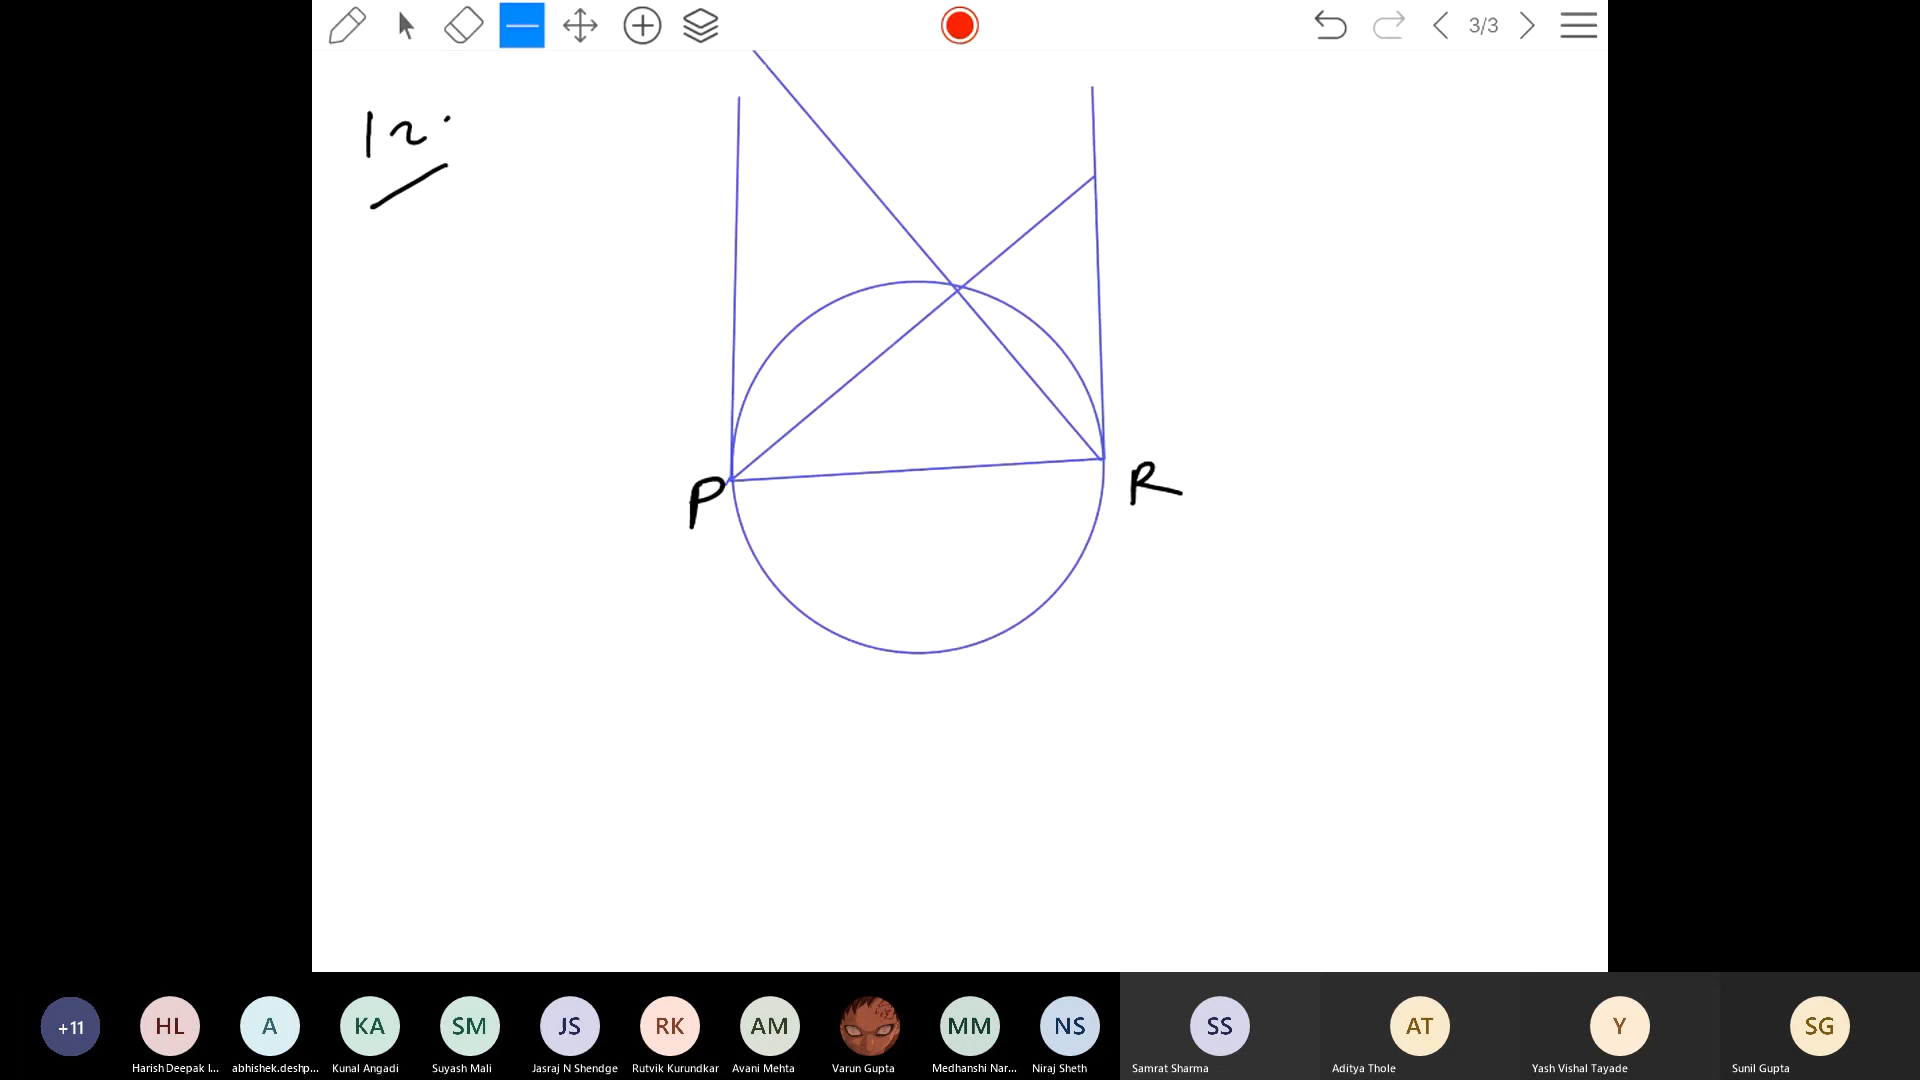 3/3
12.
P
R
+11
HL
A
KA
SM
JS
RK
AM
MM
NS
SS
AT
Y
SG
Harish Deepak I...
abhishek.deshp...
Kunal Angadi
Suyash Mali
Jasraj N Shendge
Rutvik Kurundkar
Avani Mehta
Varun Gupta
Medhanshi Nar...
Niraj Sheth
Samrat Sharma
Aditya Thole
Yash Vishal Tayade
Sunil Gupta